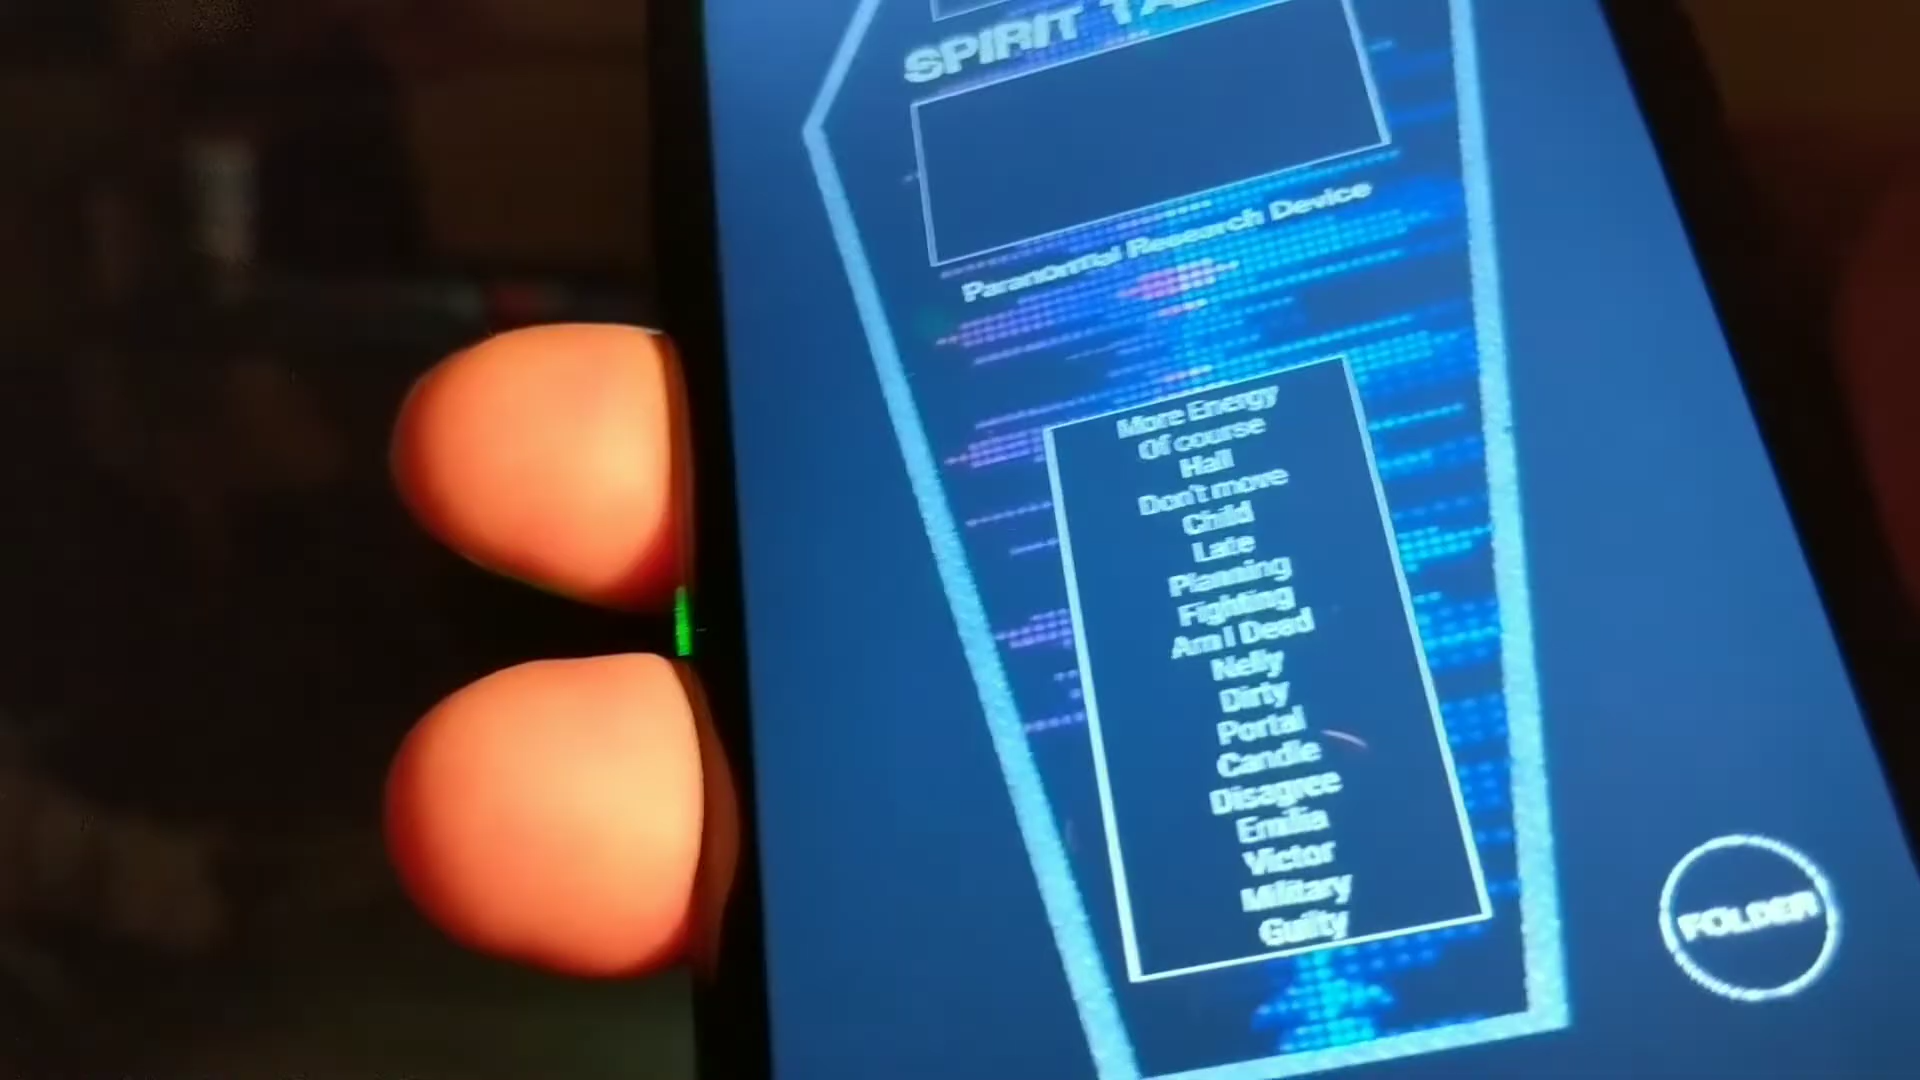 SPIRIT
Paranormal Research Device
More Energy
Of course
Hall
Don't move
Child
Late
Planning
Fighting
Am I Dead
Nelly
Dirty
Portal
Candle
Disagree
Emilia
Victor
Military
Guilty
FOLDER